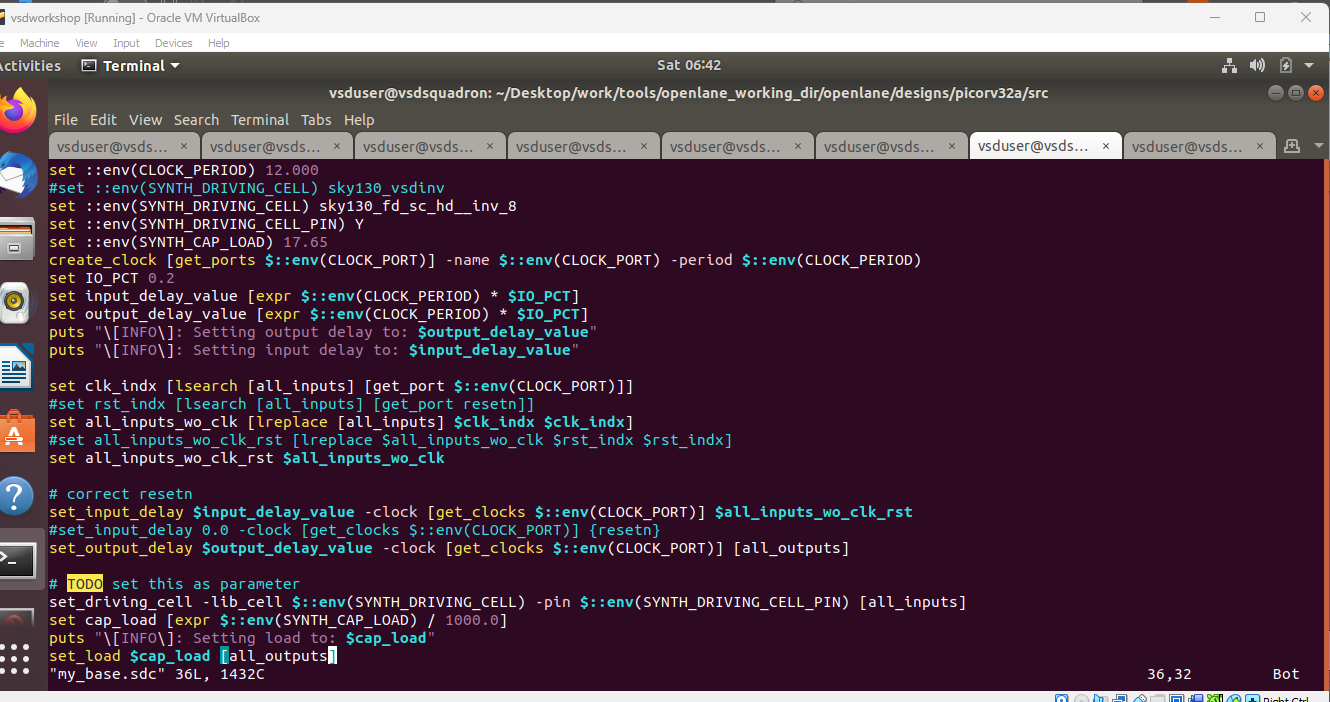 vsdworkshop [Running] - Oracle VM VirtualBox
Machine View Input Devices Help
Activities Terminal Sat 06:42
vsduser@vsdsquadron: ~/Desktop/work/tools/openlane_working_dir/openlane/designs/picorv32a/src
File Edit View Search Terminal Tabs Help
vsduser@vsds... × vsduser@vsds... × vsduser@vsds... × vsduser@vsds... × vsduser@vsds... × vsduser@vsds... × vsduser@vsds... × vsduser@vsds... ×
set ::env(CLOCK_PERIOD) 12.000
#set ::env(SYNTH_DRIVING_CELL) sky130_vsdinv
set ::env(SYNTH_DRIVING_CELL) sky130_fd_sc_hd__inv_8
set ::env(SYNTH_DRIVING_CELL_PIN) Y
set ::env(SYNTH_CAP_LOAD) 17.65
create_clock [get_ports $::env(CLOCK_PORT)] -name $::env(CLOCK_PORT) -period $::env(CLOCK_PERIOD)
set IO_PCT 0.2
set input_delay_value [expr $::env(CLOCK_PERIOD) * $IO_PCT]
set output_delay_value [expr $::env(CLOCK_PERIOD) * $IO_PCT]
puts "\[INFO\]: Setting output delay to: $output_delay_value"
puts "\[INFO\]: Setting input delay to: $input_delay_value"
set clk_indx [lsearch [all_inputs] [get_port $::env(CLOCK_PORT)]]
#set rst_indx [lsearch [all_inputs] [get_port resetn]]
set all_inputs_wo_clk [lreplace [all_inputs] $clk_indx $clk_indx]
#set all_inputs_wo_clk_rst [lreplace $all_inputs_wo_clk $rst_indx $rst_indx]
set all_inputs_wo_clk_rst $all_inputs_wo_clk
# correct resetn
set_input_delay $input_delay_value -clock [get_clocks $::env(CLOCK_PORT)] $all_inputs_wo_clk_rst
#set_input_delay 0.0 -clock [get_clocks $::env(CLOCK_PORT)] {resetn}
set_output_delay $output_delay_value -clock [get_clocks $::env(CLOCK_PORT)] [all_outputs]
# TODO set this as parameter
set_driving_cell -lib_cell $::env(SYNTH_DRIVING_CELL) -pin $::env(SYNTH_DRIVING_CELL_PIN) [all_inputs]
set cap_load [expr $::env(SYNTH_CAP_LOAD) / 1000.0]
puts "\[INFO\]: Setting load to: $cap_load"
set_load $cap_load [all_outputs]
"my_base.sdc" 36L, 1432C 36,32 Bot
Right Ctrl